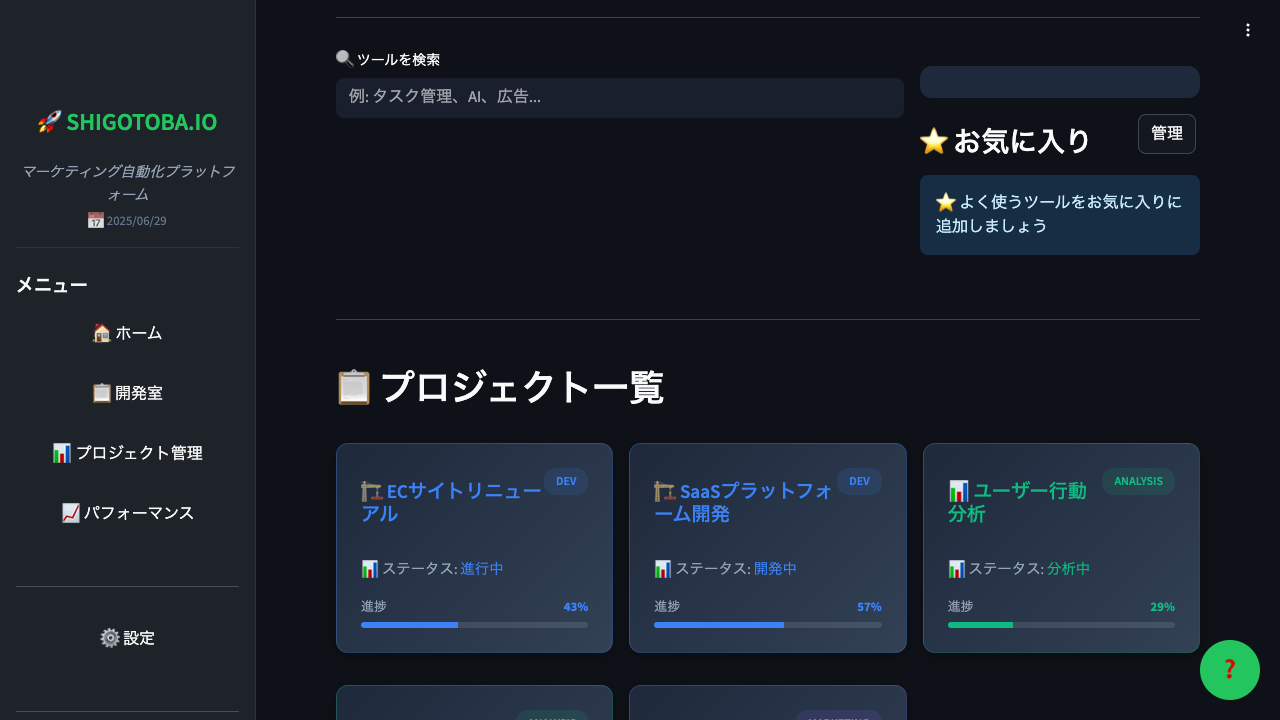 🚀 SHIGOTOBA.IO
マーケティング自動化プラットフ
ォーム
📅 2025/06/29
メニュー
🏠 ホーム
📋 開発室
📊 プロジェクト管理
📈 パフォーマンス
⚙️ 設定
🔍 ツールを検索
例: タスク管理、AI、広告...
⭐ お気に入り
管理
⭐ よく使うツールをお気に入りに
追加しましょう
📋 プロジェクト一覧
🏗️ ECサイトリニュー
アル
DEV
📊 ステータス: 進行中
進捗
43%
🏗️ SaaSプラットフォ
ーム開発
DEV
📊 ステータス: 開発中
進捗
57%
📊 ユーザー行動
分析
ANALYSIS
📊 ステータス: 分析中
進捗
29%
❓